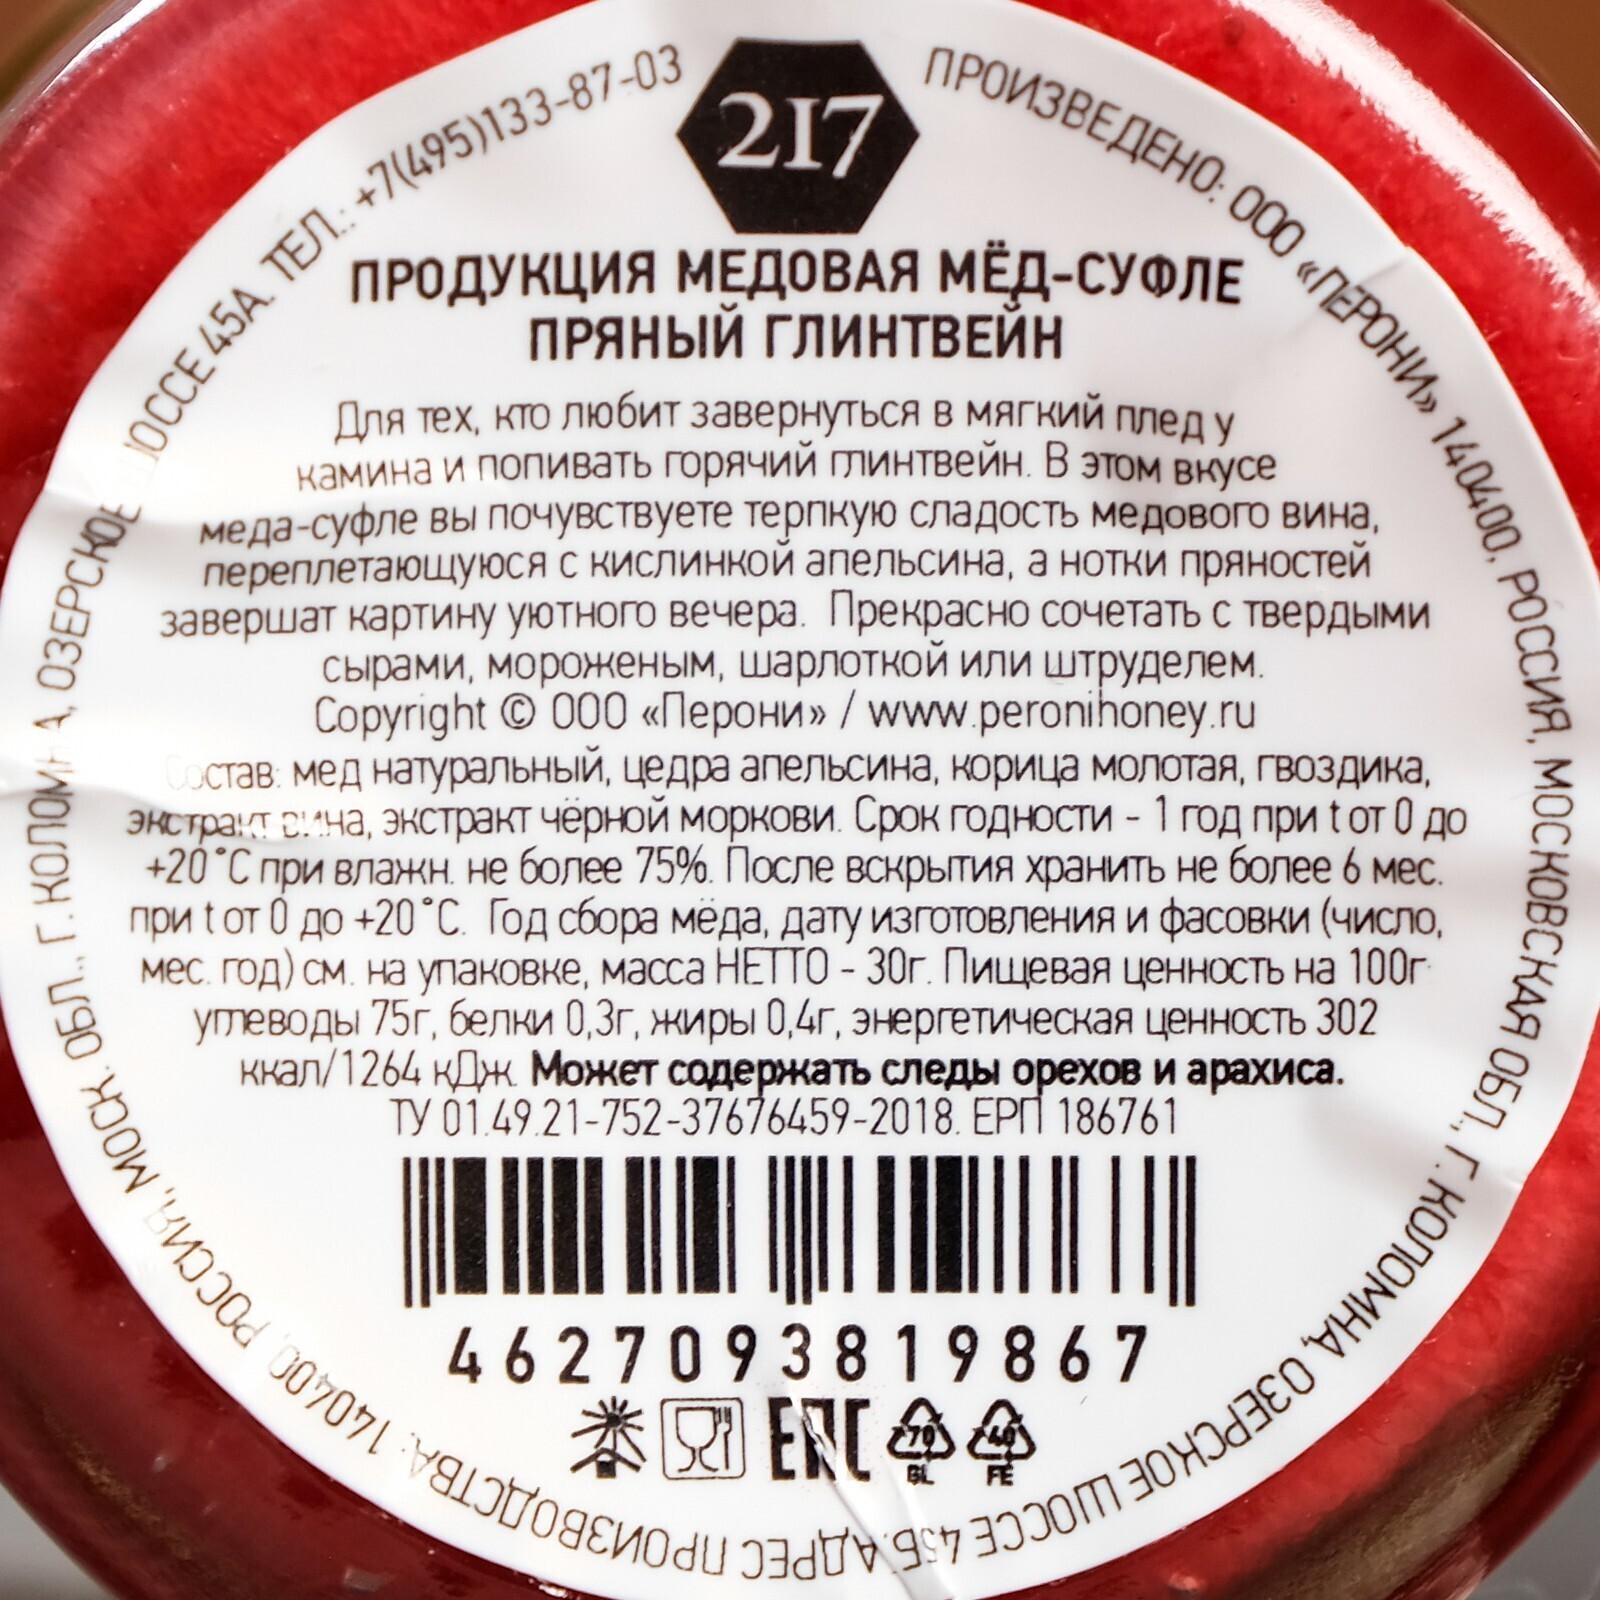 217
ПРОИЗВЕДЕНО: ООО «ПЕРОНИ» 140400, РОССИЯ, МОСКОВСКАЯ ОБЛ., Г. КОЛОМНА, ОЗЕРСКОЕ ШОССЕ 45Б. АДРЕС ПРОИЗВОДСТВА: 140400, РОССИЯ, МОСК. ОБЛ., Г. КОЛОМНА, ОЗЕРСКОЕ ШОССЕ 45А. ТЕЛ.: +7(495)133-87-03
ПРОДУКЦИЯ МЕДОВАЯ МЁД-СУФЛЕ
ПРЯНЫЙ ГЛИНТВЕЙН
Для тех, кто любит завернуться в мягкий плед у
камина и попивать горячий глинтвейн. В этом вкусе
меда-суфле вы почувствуете терпкую сладость медового вина,
переплетающуюся с кислинкой апельсина, а нотки пряностей
завершат картину уютного вечера. Прекрасно сочетать с твердыми
сырами, мороженым, шарлоткой или штруделем.
Copyright © ООО «Перони» / www.peronihoney.ru
Состав: мед натуральный, цедра апельсина, корица молотая, гвоздика,
экстракт вина, экстракт чёрной моркови. Срок годности - 1 год при t от 0 до
+20˚С при влажн. не более 75%. После вскрытия хранить не более 6 мес.
при t от 0 до +20˚С. Год сбора мёда, дату изготовления и фасовки (число,
мес. год) см. на упаковке, масса НЕТТО - 30г. Пищевая ценность на 100г
углеводы 75г, белки 0,3г, жиры 0,4г, энергетическая ценность 302
ккал/1264 кДж. Может содержать следы орехов и арахиса.
ТУ 01.49.21-752-37676459-2018. ЕРП 186761
4627093819867
EAC
70
GL
40
FE